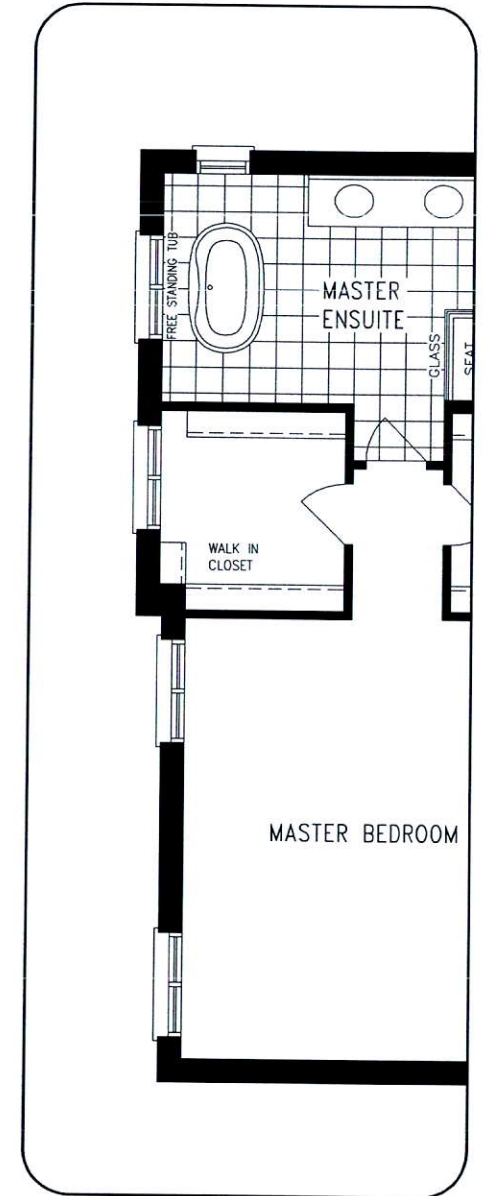 FREE STANDING TUB
MASTER
ENSUITE
GLASS
SEAT
WALK IN
CLOSET
MASTER BEDROOM